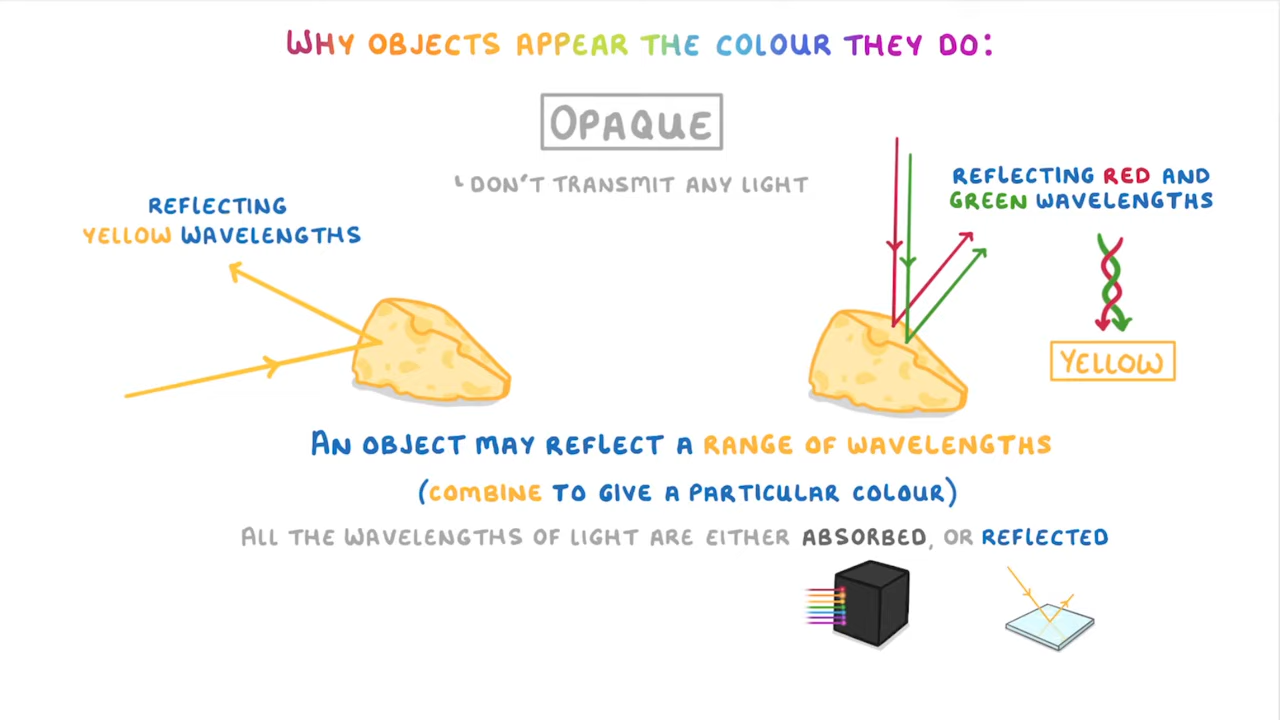 WHY OBJECTS APPEAR THE COLOUR THEY DO:
OPAQUE
DON'T TRANSMIT ANY LIGHT
REFLECTING
YELLOW WAVELENGTHS
REFLECTING RED AND
GREEN WAVELENGTHS
YELLOW
AN OBJECT MAY REFLECT A RANGE OF WAVELENGTHS
(COMBINE TO GIVE A PARTICULAR COLOUR)
ALL THE WAVELENGTHS OF LIGHT ARE EITHER ABSORBED, OR REFLECTED